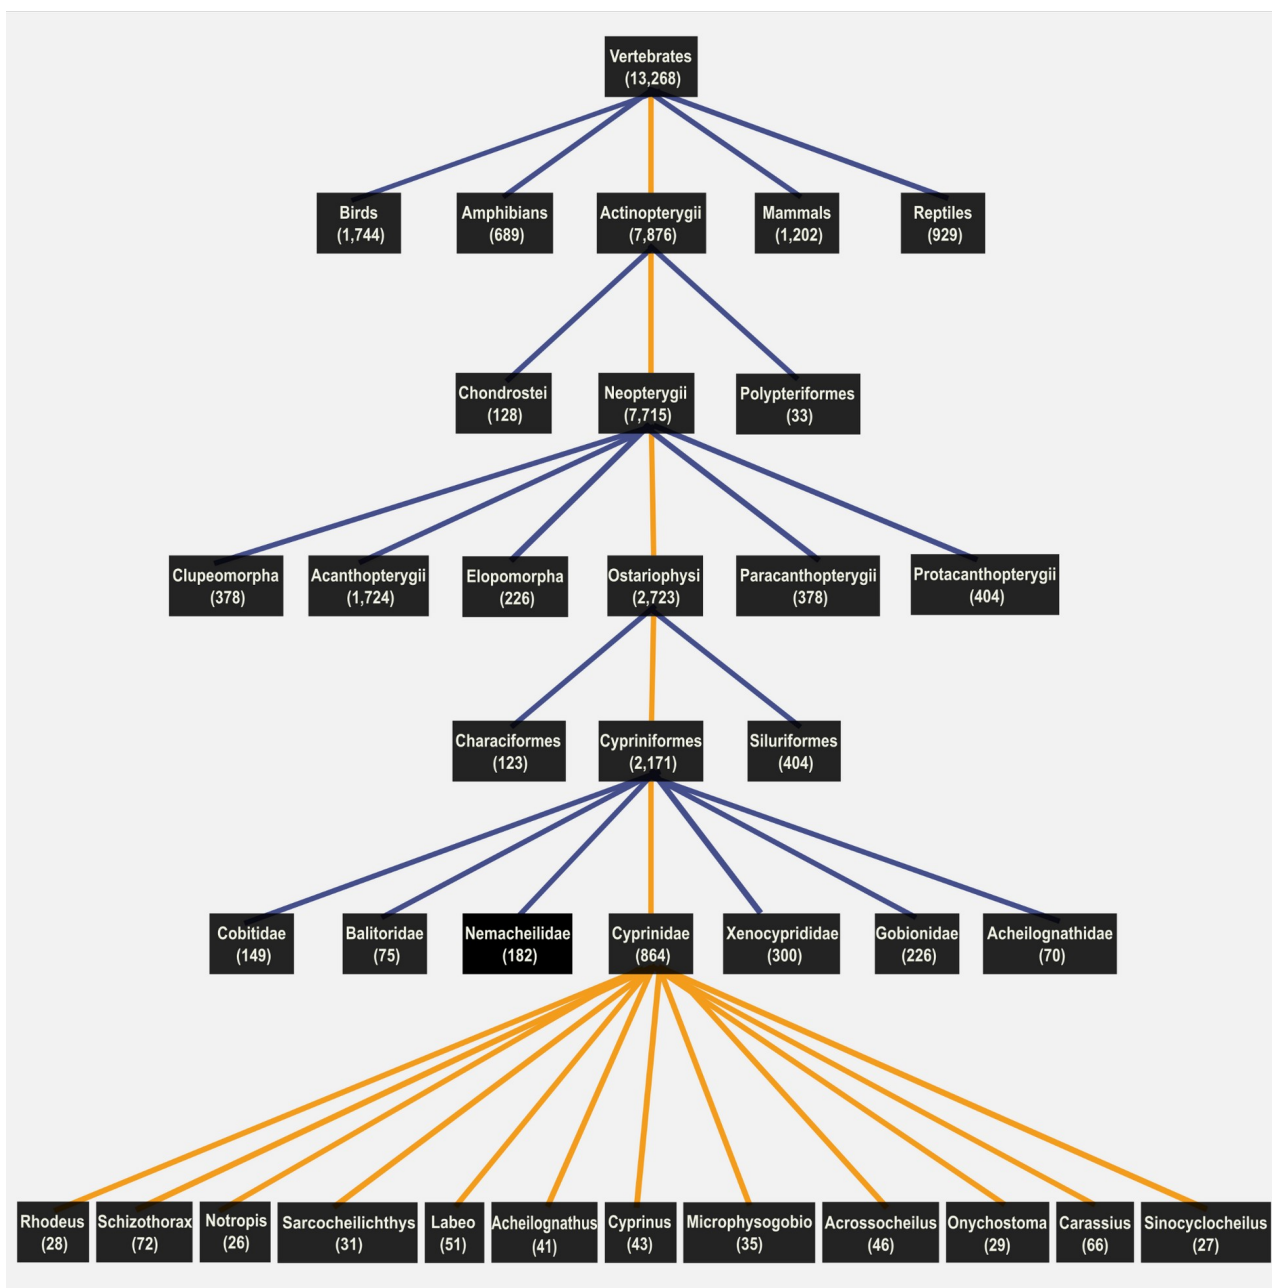 Vertebrates
(13,268)
Birds
(1,744)
Amphibians
(689)
Actinopterygii
(7,876)
Mammals
(1,202)
Reptiles
(929)
Chondrostei
(128)
Neopterygii
(7,715)
Polypteriformes
(33)
Clupeomorpha
(378)
Acanthopterygii
(1,724)
Elopomorpha
(226)
Ostariophysi
(2,723)
Paracanthopterygii
(378)
Protacanthopterygii
(404)
Characiformes
(123)
Cypriniformes
(2,171)
Siluriformes
(404)
Cobitidae
(149)
Balitoridae
(75)
Nemacheilidae
(182)
Cyprinidae
(864)
Xenocyprididae
(300)
Gobionidae
(226)
Acheilognathidae
(70)
Rhodeus
(28)
Schizothorax
(72)
Notropis
(26)
Sarcocheilichthys
(31)
Labeo
(51)
Acheilognathus
(41)
Cyprinus
(43)
Microphysogobio
(35)
Acrossocheilus
(46)
Onychostoma
(29)
Carassius
(66)
Sinocyclocheilus
(27)